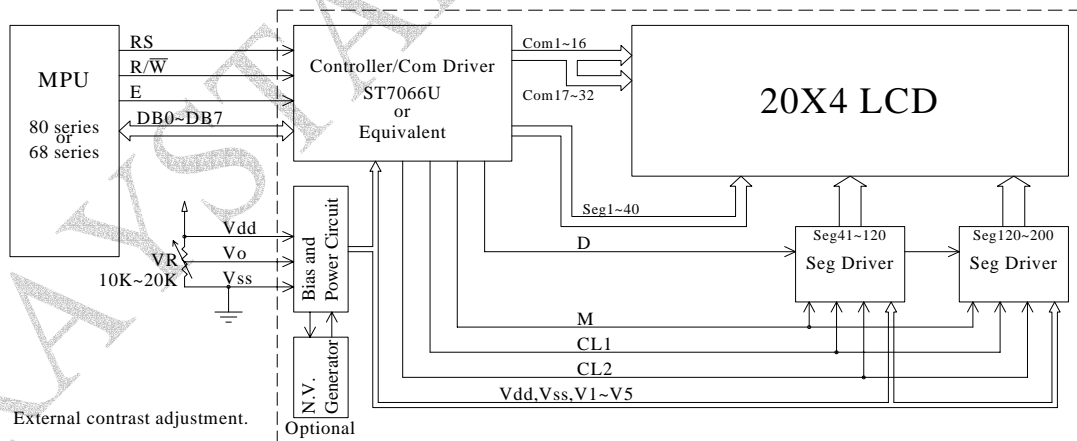 RS
R/W̅
E
DB0~DB7
MPU
80 series
or
68 series
Controller/Com Driver
ST7066U
or
Equivalent
Com1~16
Com17~32
20X4 LCD
Seg1~40
D
Seg41~120
Seg Driver
Seg120~200
Seg Driver
Vdd
VR
Vo
10K~20K
Vss
Bias and
Power Circuit
M
CL1
CL2
Vdd,Vss,V1~V5
N.V.
Generator
Optional
External contrast adjustment.